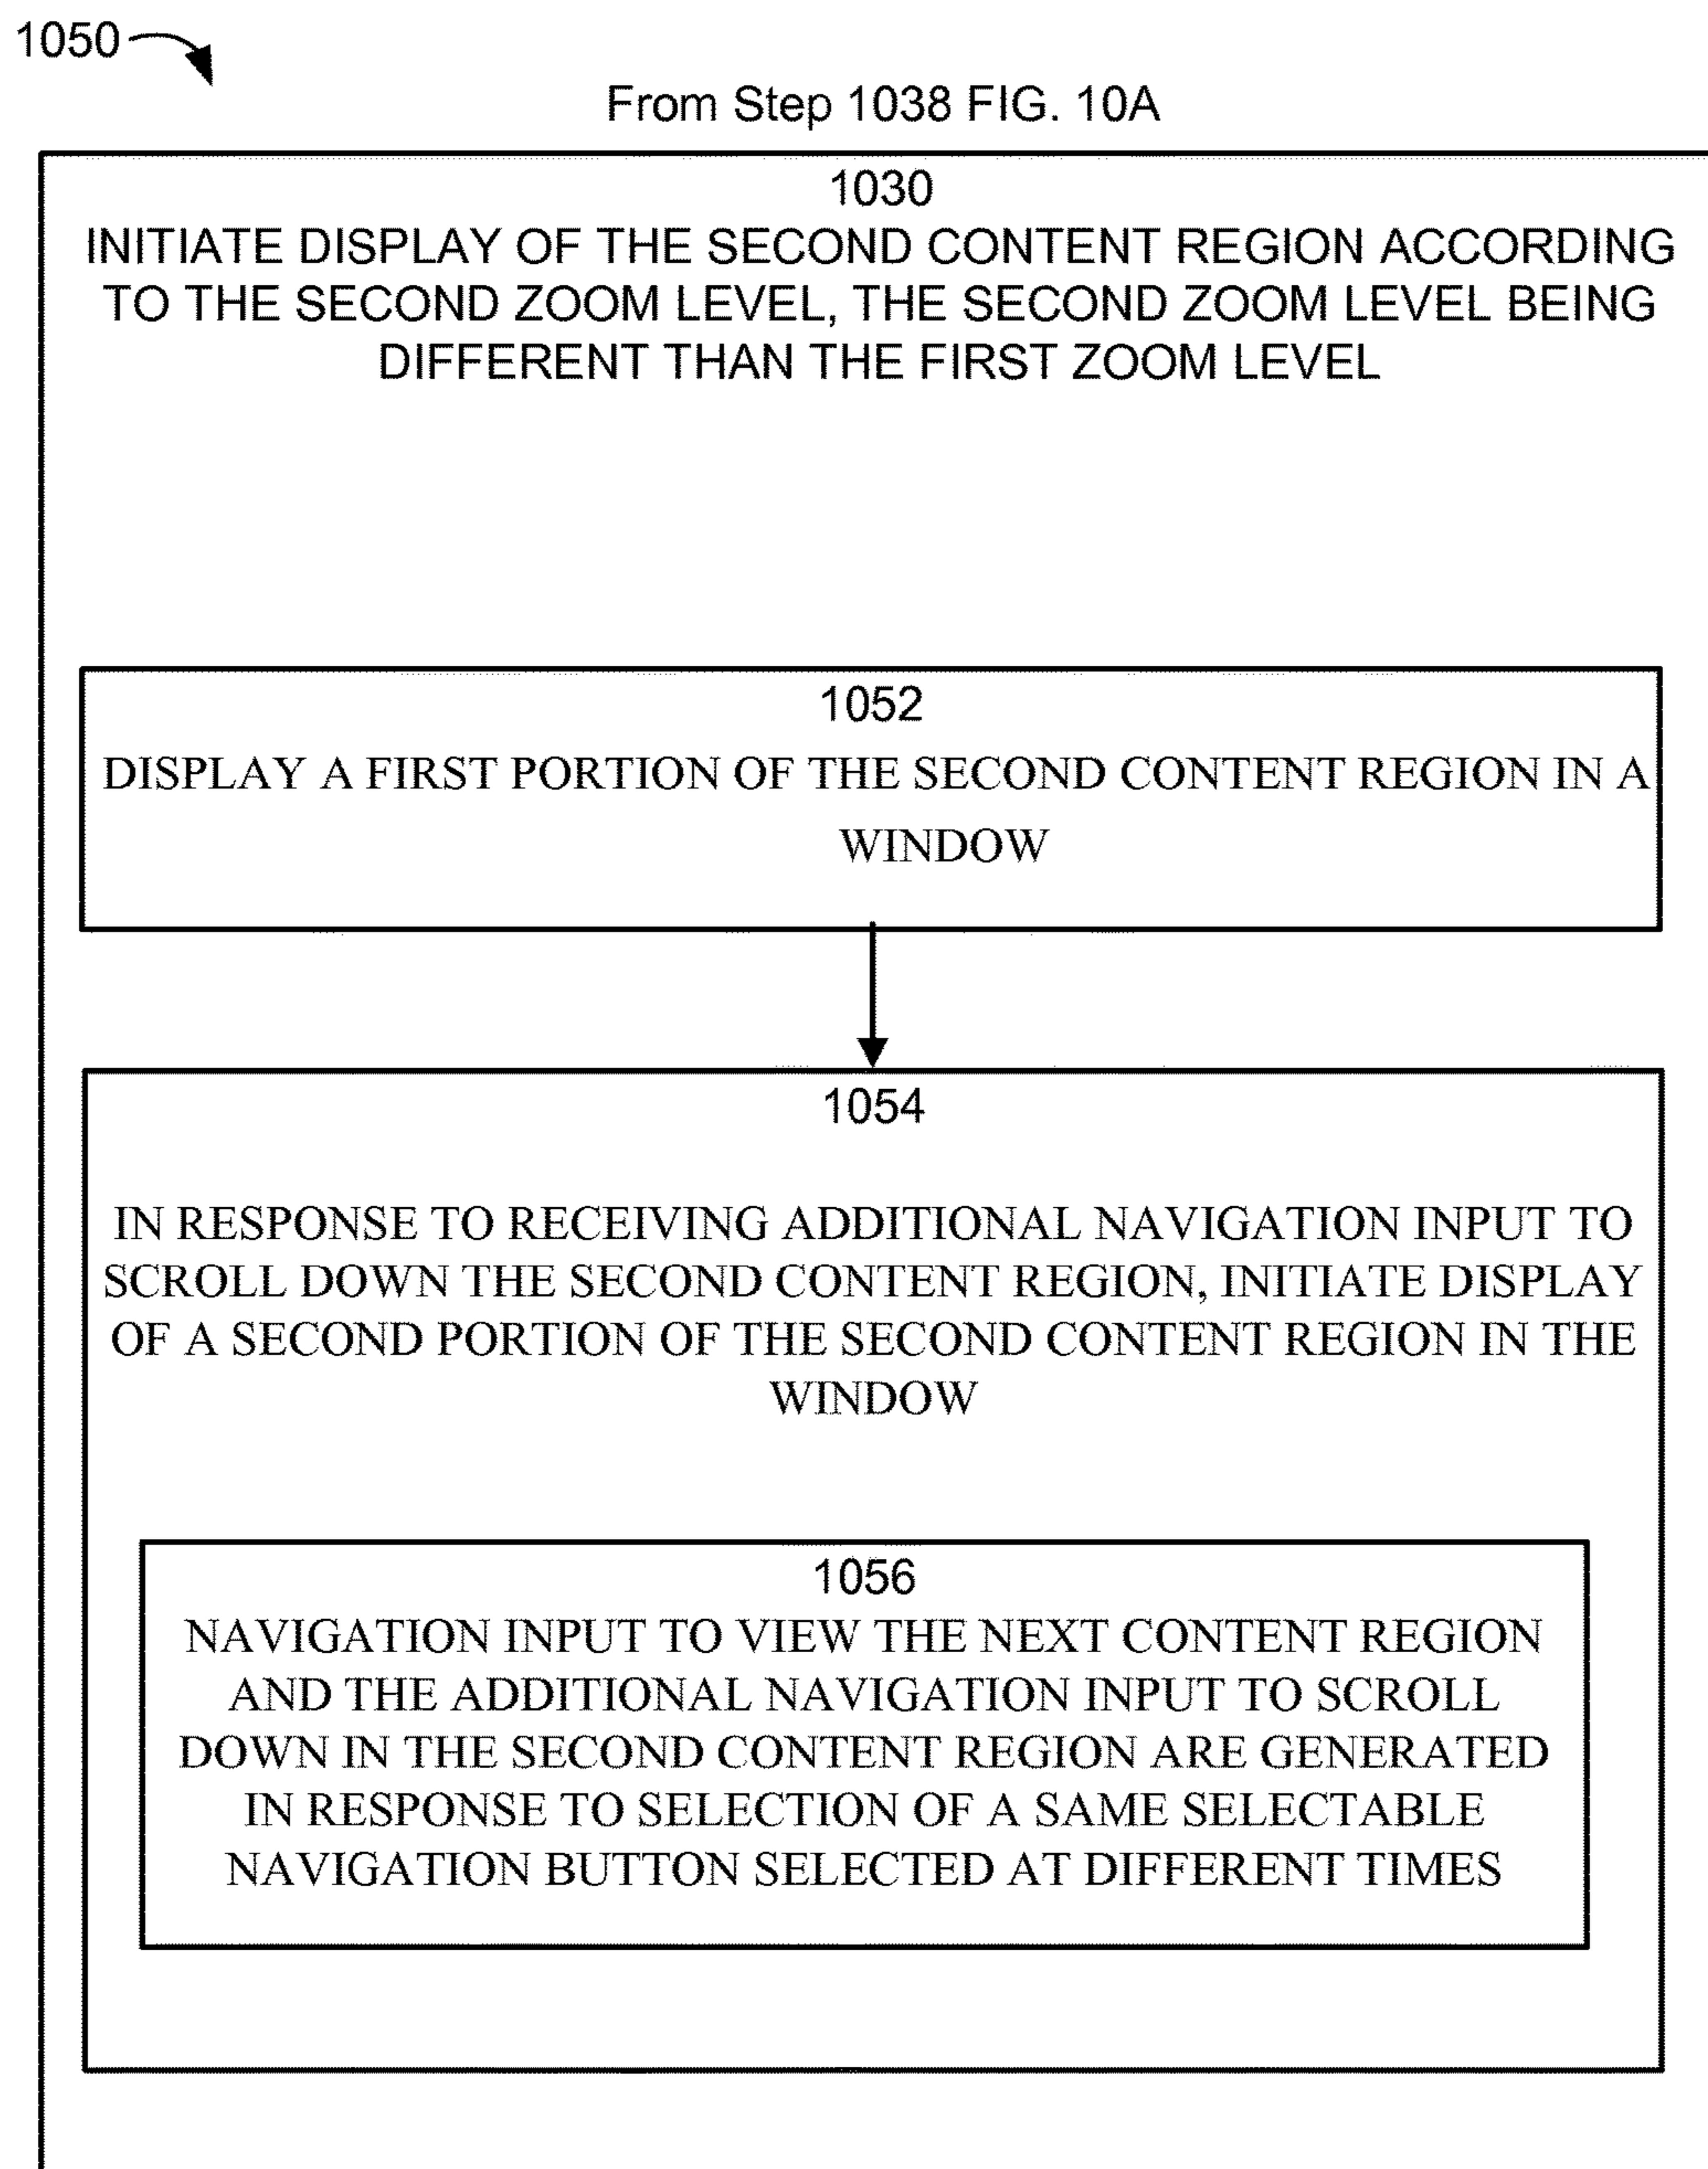 1050
From Step 1038 FIG. 10A
1030
INITIATE DISPLAY OF THE SECOND CONTENT REGION ACCORDING
TO THE SECOND ZOOM LEVEL, THE SECOND ZOOM LEVEL BEING
DIFFERENT THAN THE FIRST ZOOM LEVEL
1052
DISPLAY A FIRST PORTION OF THE SECOND CONTENT REGION IN A
WINDOW
1054
IN RESPONSE TO RECEIVING ADDITIONAL NAVIGATION INPUT TO
SCROLL DOWN THE SECOND CONTENT REGION, INITIATE DISPLAY
OF A SECOND PORTION OF THE SECOND CONTENT REGION IN THE
WINDOW
1056
NAVIGATION INPUT TO VIEW THE NEXT CONTENT REGION
AND THE ADDITIONAL NAVIGATION INPUT TO SCROLL
DOWN IN THE SECOND CONTENT REGION ARE GENERATED
IN RESPONSE TO SELECTION OF A SAME SELECTABLE
NAVIGATION BUTTON SELECTED AT DIFFERENT TIMES